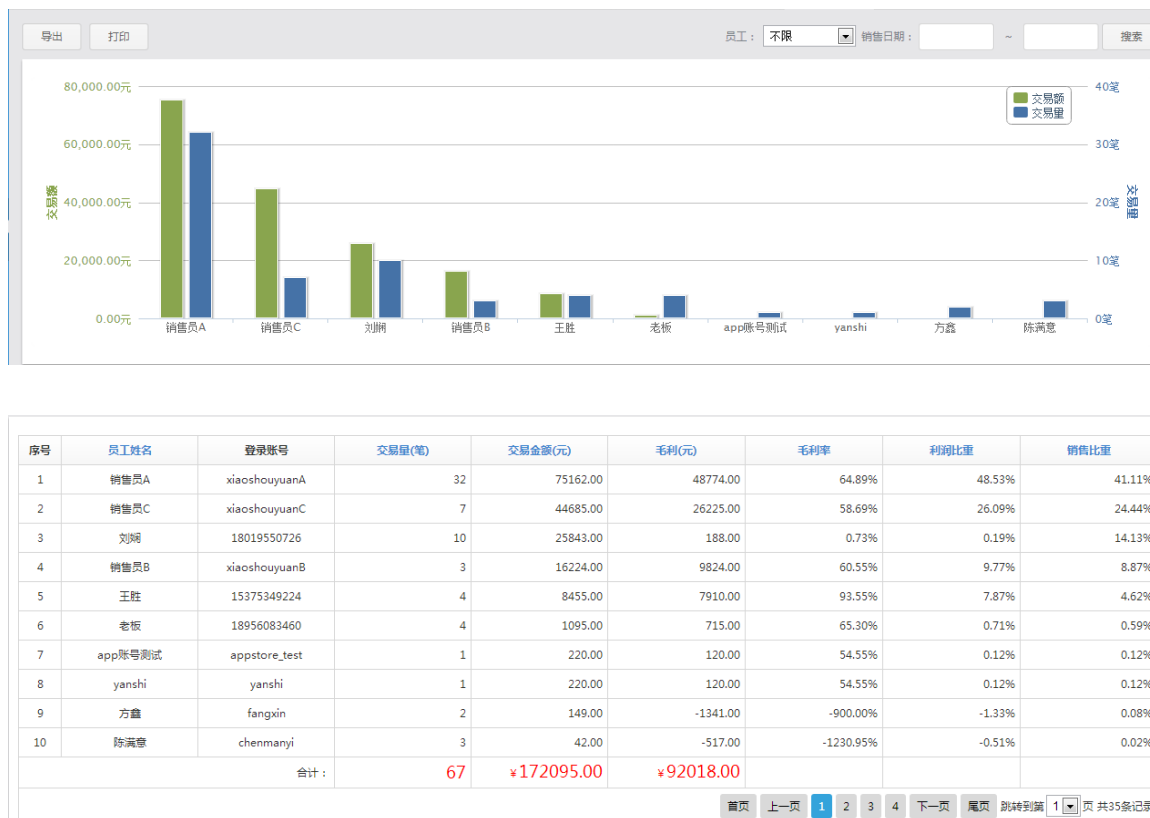 导出 打印 员工： 不限 销售日期： ~ 搜索
80,000.00元 40笔
交易额
交易量
60,000.00元 30笔
交易额 40,000.00元 20笔 交易量
20,000.00元 10笔
0.00元 0笔
销售员A 销售员C 刘娴 销售员B 王胜 老板 app账号测试 yanshi 方鑫 陈满意
序号 员工姓名 登录账号 交易量(笔) 交易金额(元) 毛利(元) 毛利率 利润比重 销售比重
1 销售员A xiaoshouyuanA 32 75162.00 48774.00 64.89% 48.53% 41.11%
2 销售员C xiaoshouyuanC 7 44685.00 26225.00 58.69% 26.09% 24.44%
3 刘娴 18019550726 10 25843.00 188.00 0.73% 0.19% 14.13%
4 销售员B xiaoshouyuanB 3 16224.00 9824.00 60.55% 9.77% 8.87%
5 王胜 15375349224 4 8455.00 7910.00 93.55% 7.87% 4.62%
6 老板 18956083460 4 1095.00 715.00 65.30% 0.71% 0.59%
7 app账号测试 appstore_test 1 220.00 120.00 54.55% 0.12% 0.12%
8 yanshi yanshi 1 220.00 120.00 54.55% 0.12% 0.12%
9 方鑫 fangxin 2 149.00 -1341.00 -900.00% -1.33% 0.08%
10 陈满意 chenmanyi 3 42.00 -517.00 -1230.95% -0.51% 0.02%
合计： 67 ¥172095.00 ¥92018.00
首页 上一页 1 2 3 4 下一页 尾页 跳转到第 1 页 共35条记录